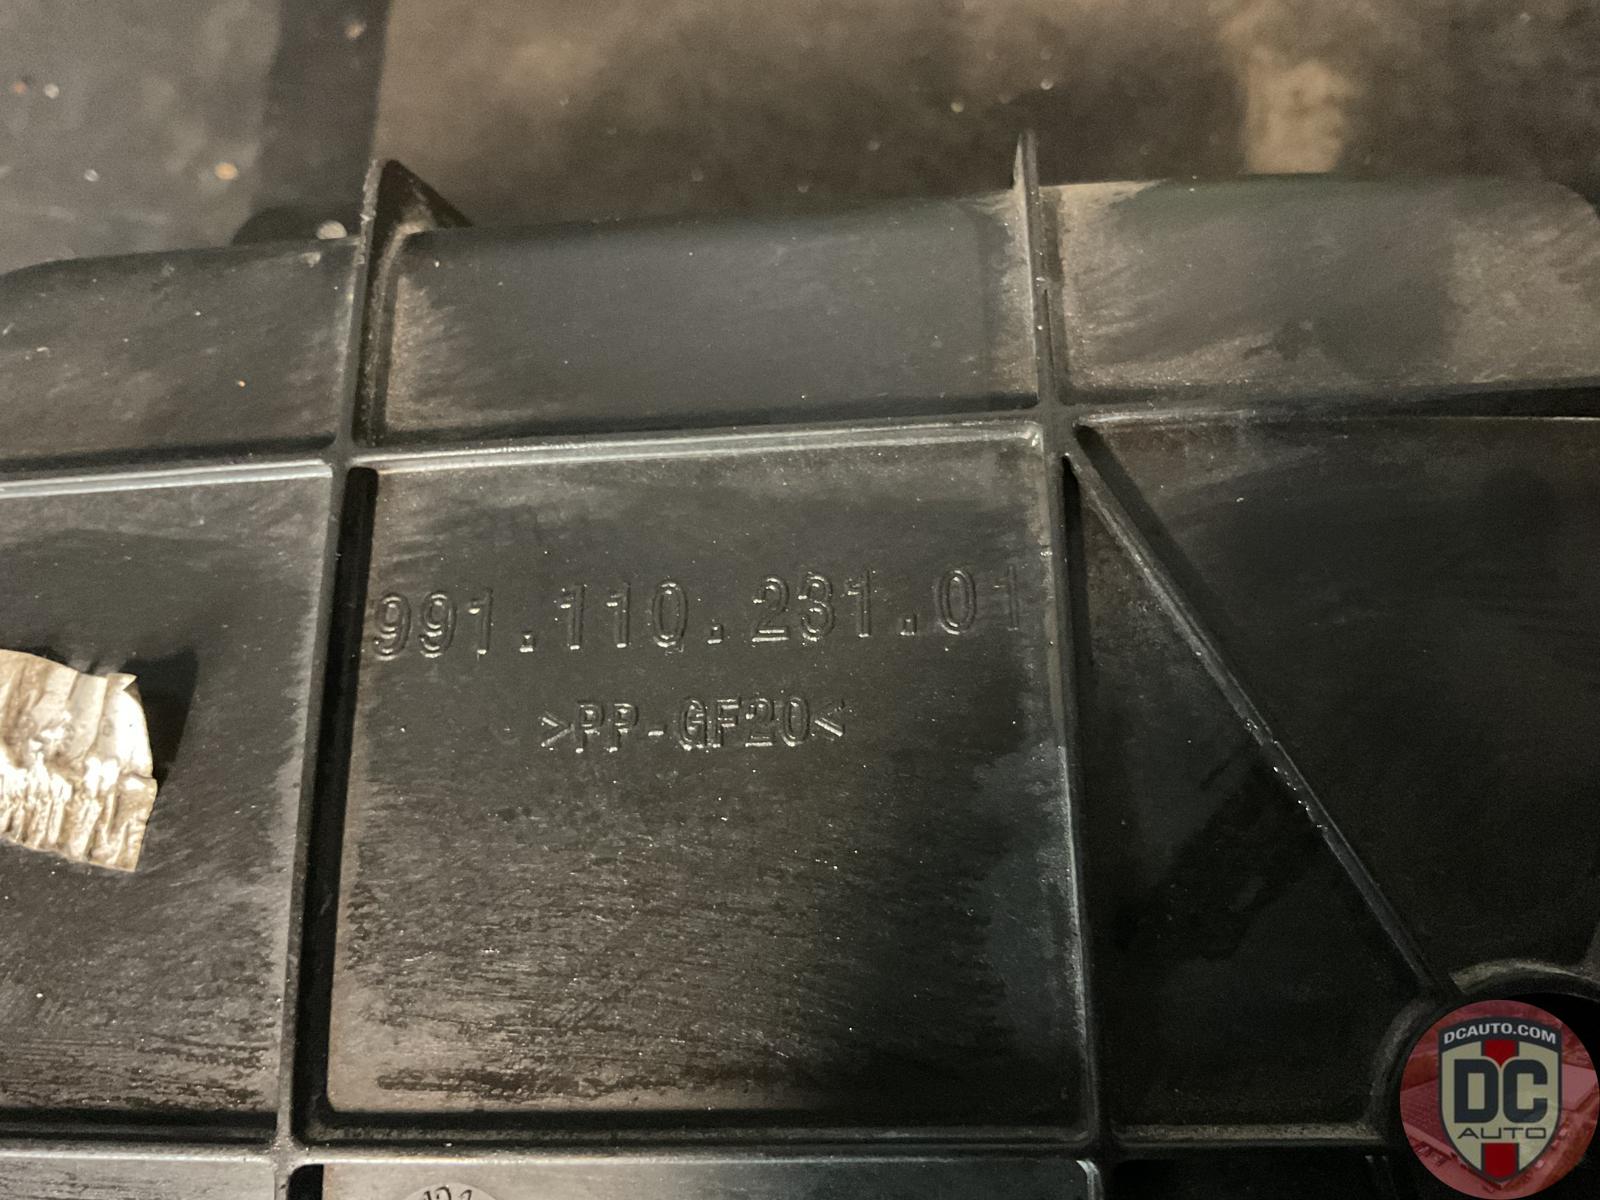 991.110.231.01
>PP-GF20<
DCAUTO.COM
DC
AUTO